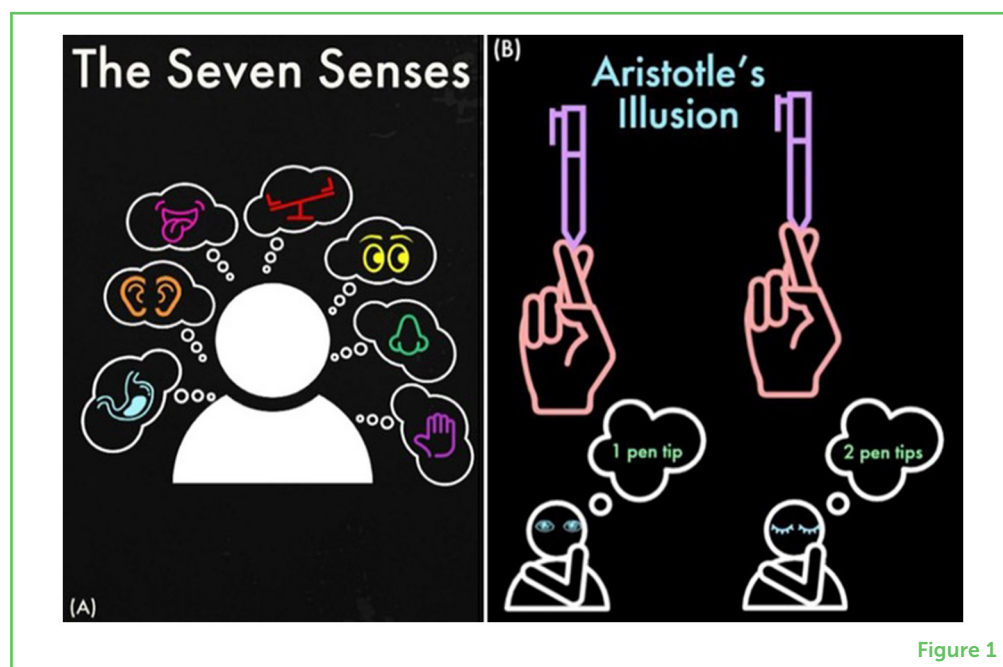 The Seven Senses
(A)
(B)
Aristotle's
Illusion
1 pen tip
2 pen tips
Figure 1